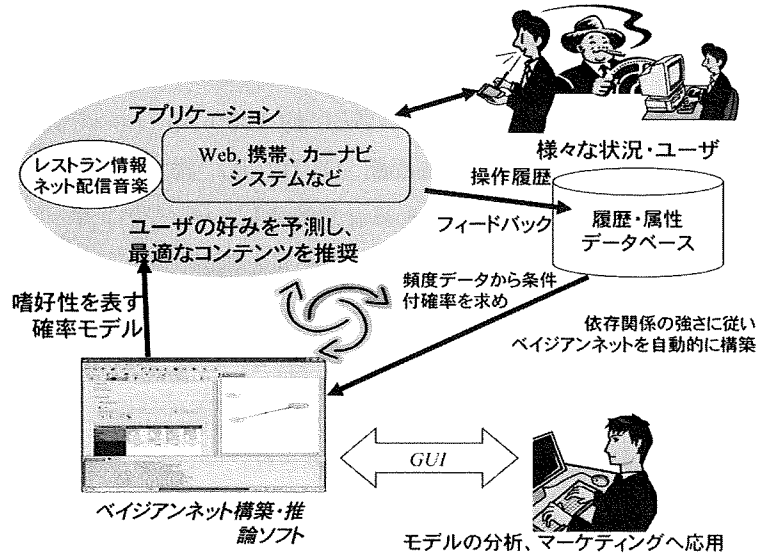 アプリケーション
レストラン情報
ネット配信音楽
Web, 携帯、カーナビ
システムなど
ユーザの好みを予測し、
最適なコンテンツを推奨
様々な状況・ユーザ
操作履歴
フィードバック
履歴・属性
データベース
嗜好性を表す
確率モデル
頻度データから条件
付確率を求め
依存関係の強さに従い
ベイジアンネットを自動的に構築
GUI
ベイジアンネット構築・推
論ソフト
モデルの分析、マーケティングへ応用